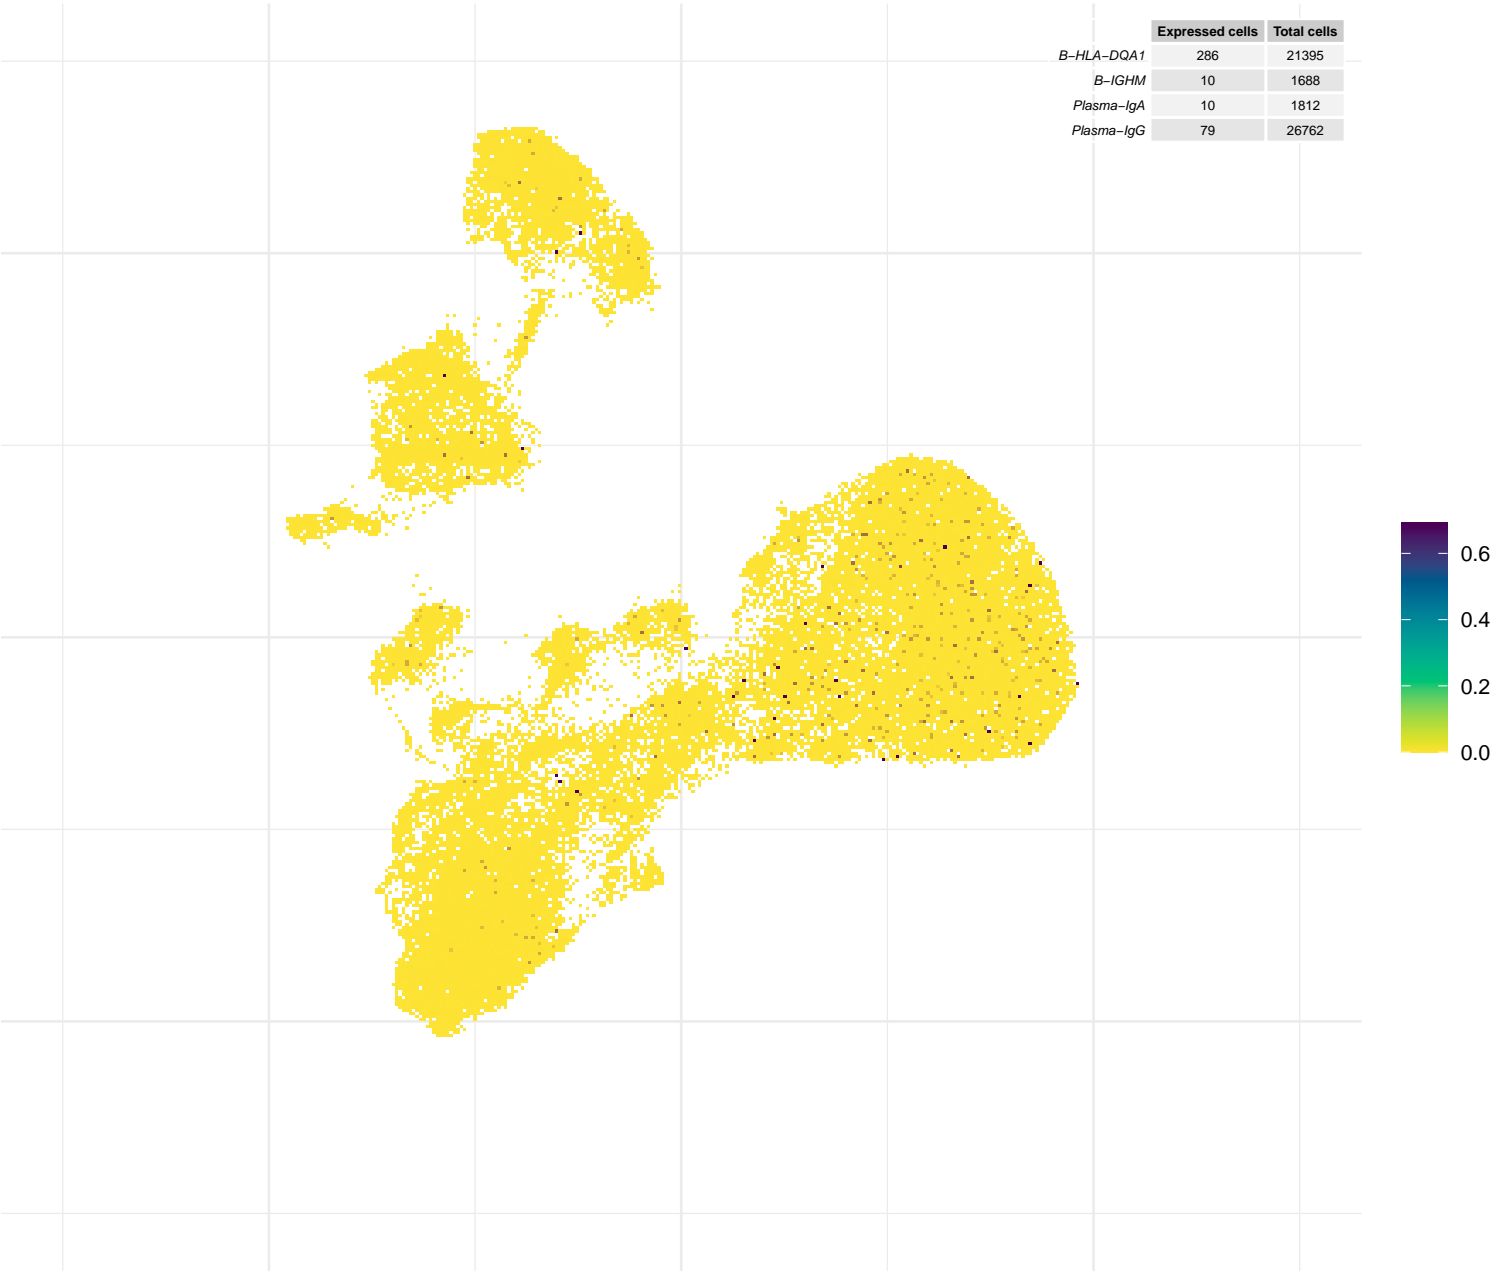 Expressed cells Total cells
B−HLA−DQA1 286 21395
B−IGHM 10 1688
Plasma−IgA 10 1812
Plasma−IgG 79 26762
0.6
0.4
0.2
0.0